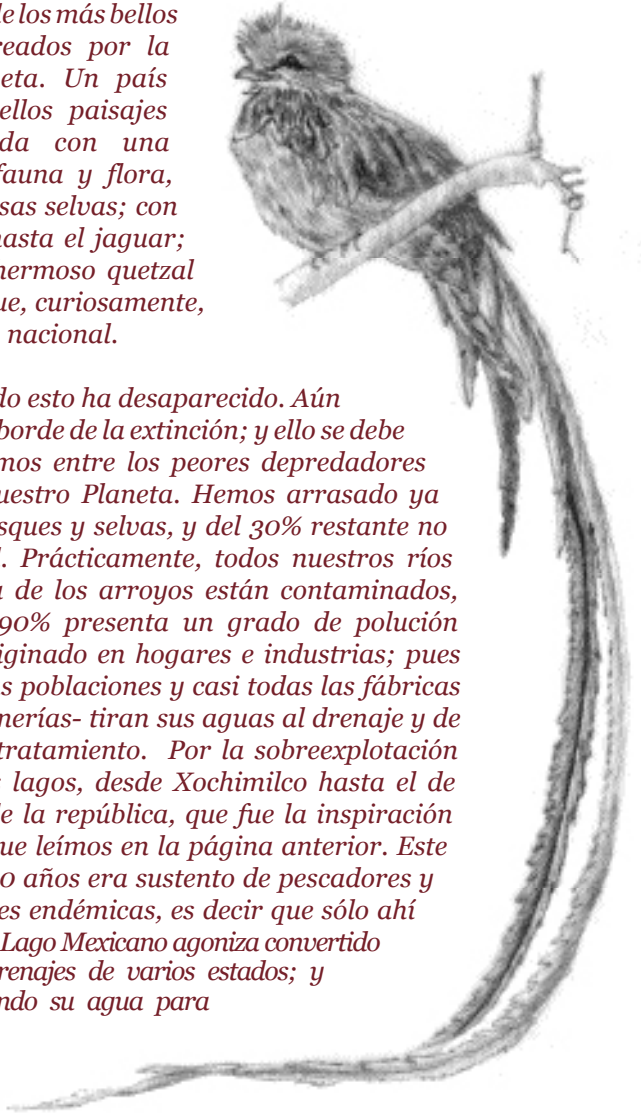 de los más bellos
reados por la
eta. Un país
ellos paisajes
da con una
fauna y flora,
sas selvas; con
hasta el jaguar;
hermoso quetzal
ue, curiosamente,
nacional.
do esto ha desaparecido. Aún
borde de la extinción; y ello se debe
mos entre los peores depredadores
uestro Planeta. Hemos arrasado ya
sques y selvas, y del 30% restante no
. Prácticamente, todos nuestros ríos
a de los arroyos están contaminados,
90% presenta un grado de polución
iginado en hogares e industrias; pues
as poblaciones y casi todas las fábricas
nerías- tiran sus aguas al drenaje y de
tratamiento. Por la sobreexplotación
s lagos, desde Xochimilco hasta el de
de la república, que fue la inspiración
que leímos en la página anterior. Este
0 años era sustento de pescadores y
es endémicas, es decir que sólo ahí
Lago Mexicano agoniza convertido
renajes de varios estados; y
ndo su agua para